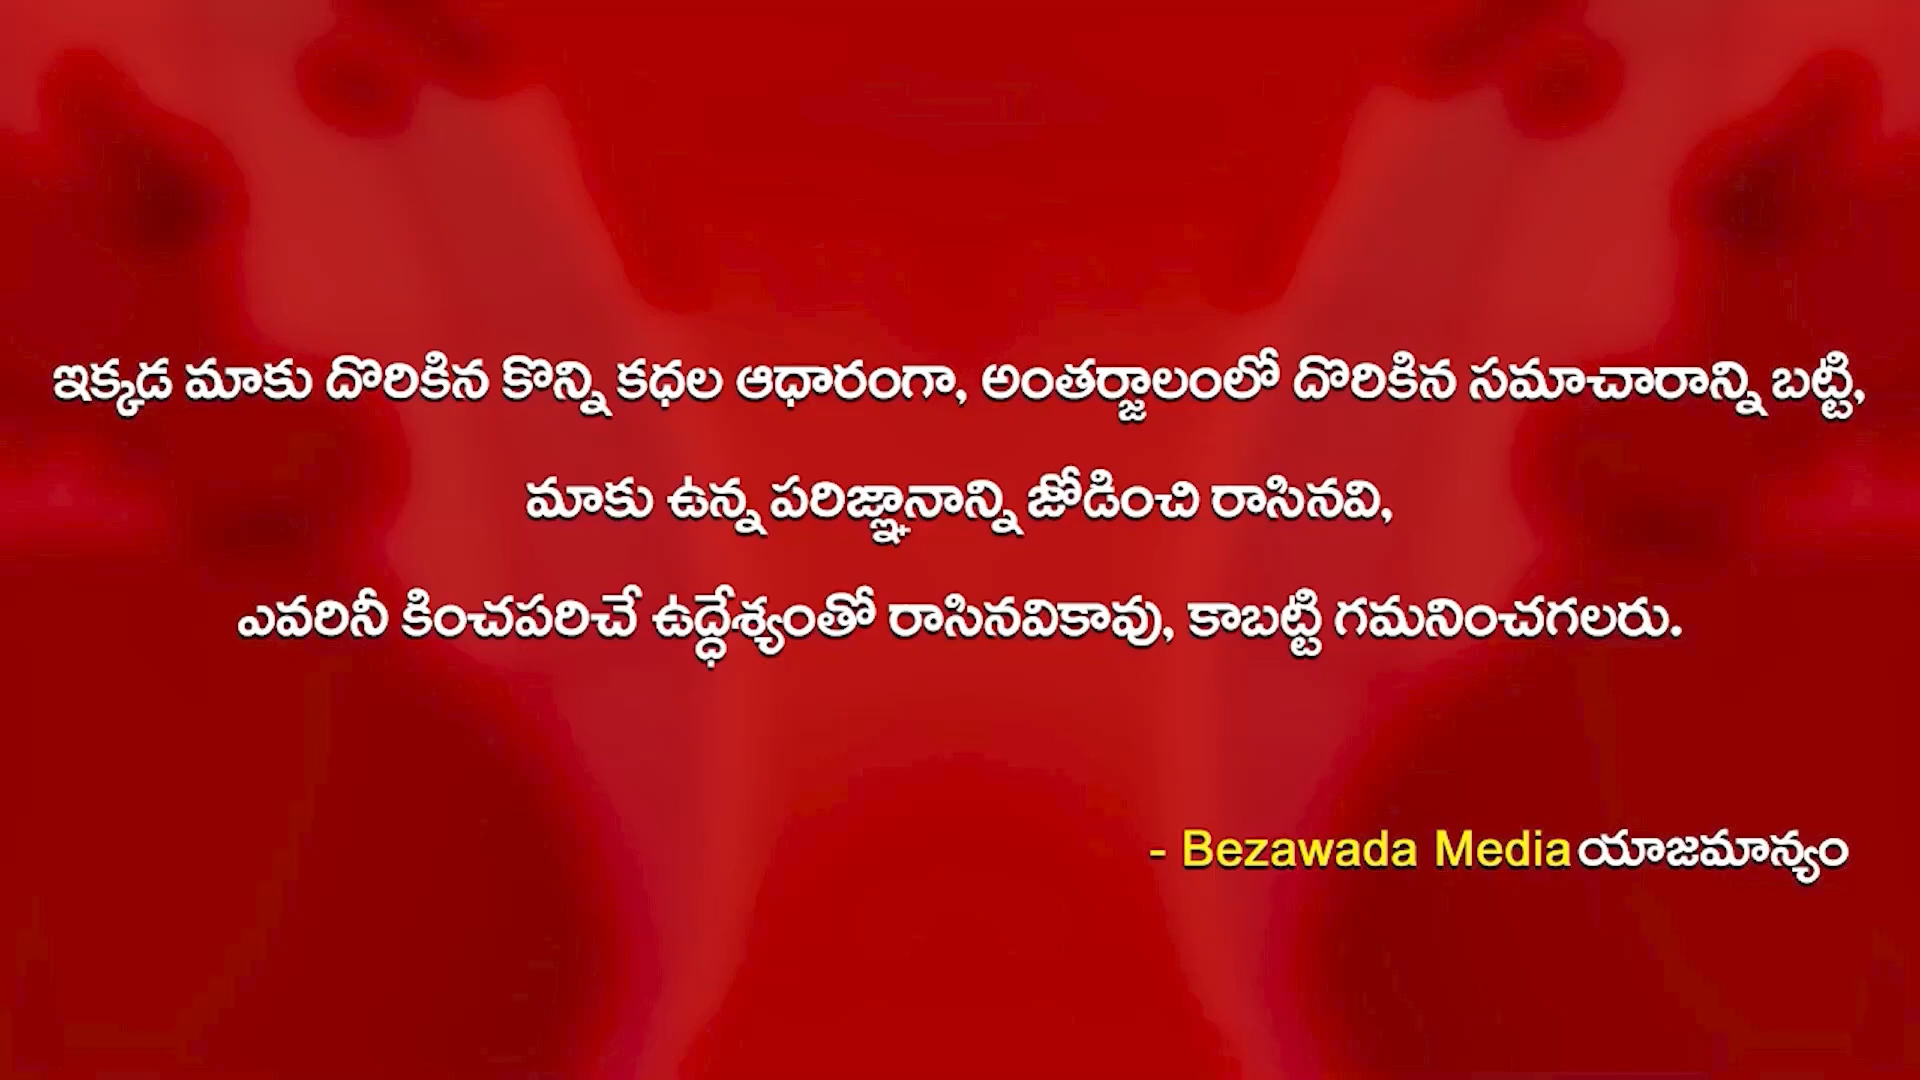 ఇక్కడ మాకు దొరికిన కొన్ని కధల ఆధారంగా, అంతర్జాలంలో దొరికిన సమాచారాన్ని బట్టి,
మాకు ఉన్న పరిజ్ఞానాన్ని జోడించి రాసినవి,
ఎవరినీ కించపరిచే ఉద్ధేశ్యంతో రాసినవికావు, కాబట్టి గమనించగలరు.
- Bezawada Media యాజమాన్యం